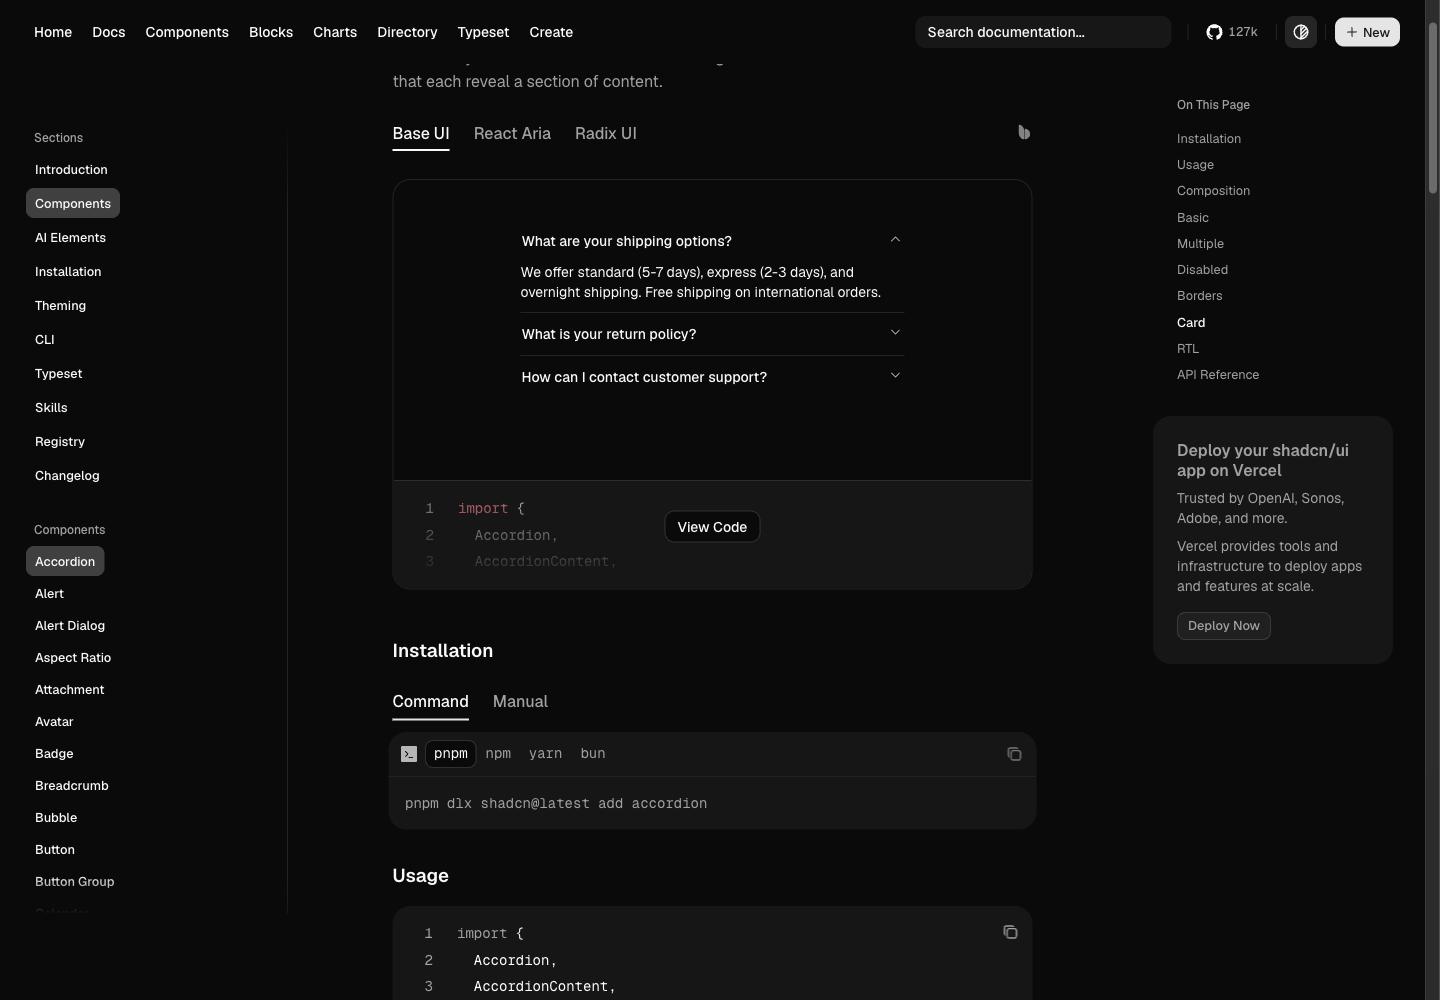 Home Docs Components Blocks Charts Directory Typeset Create Search documentation... 127k New
that each reveal a section of content.
Sections
Introduction
Components
AI Elements
Installation
Theming
CLI
Typeset
Skills
Registry
Changelog
Components
Accordion
Alert
Alert Dialog
Aspect Ratio
Attachment
Avatar
Badge
Breadcrumb
Bubble
Button
Button Group
Calendar
Base UI React Aria Radix UI
What are your shipping options?
We offer standard (5-7 days), express (2-3 days), and
overnight shipping. Free shipping on international orders.
What is your return policy?
How can I contact customer support?
1 import {
2 Accordion,
3 AccordionContent,
View Code
Installation
Command Manual
pnpm npm yarn bun
pnpm dlx shadcn@latest add accordion
Usage
1 import {
2 Accordion,
3 AccordionContent,
On This Page
Installation
Usage
Composition
Basic
Multiple
Disabled
Borders
Card
RTL
API Reference
Deploy your shadcn/ui
app on Vercel
Trusted by OpenAI, Sonos,
Adobe, and more.
Vercel provides tools and
infrastructure to deploy apps
and features at scale.
Deploy Now